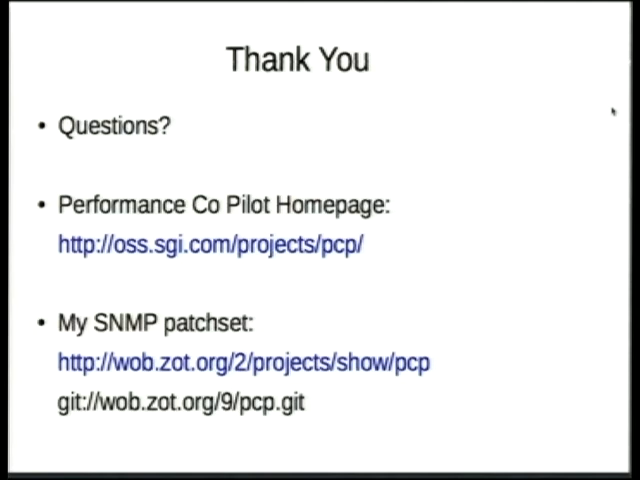 Thank You
• Questions?
• Performance Co Pilot Homepage:
http://oss.sgi.com/projects/pcp/
• My SNMP patchset:
http://wob.zot.org/2/projects/show/pcp
git://wob.zot.org/9/pcp.git